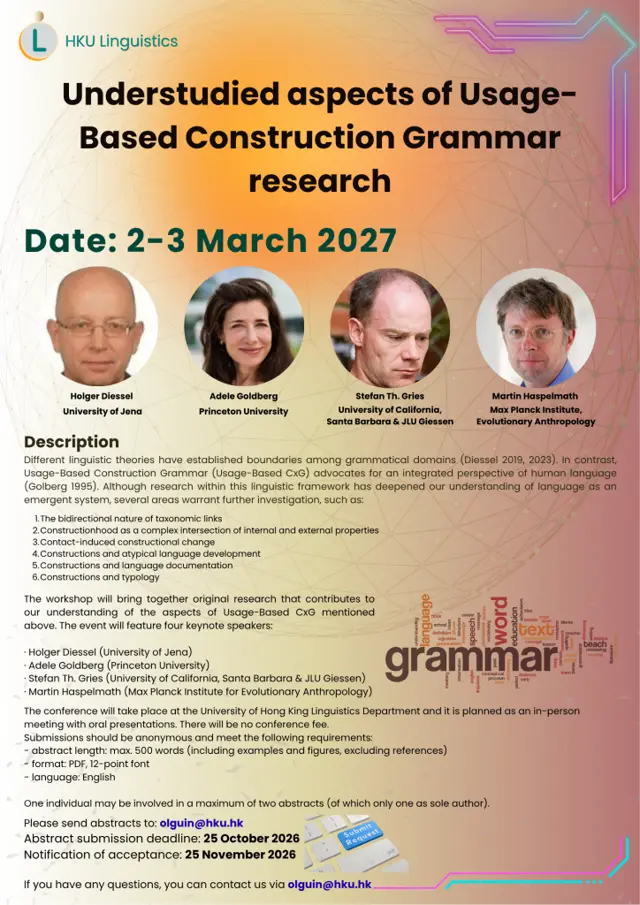 L HKU Linguistics
Understudied aspects of Usage-
Based Construction Grammar
research
Date: 2-3 March 2027
Holger Diessel
University of Jena
Adele Goldberg
Princeton University
Stefan Th. Gries
University of California,
Santa Barbara & JLU Giessen
Martin Haspelmath
Max Planck Institute,
Evolutionary Anthropology
Description
Different linguistic theories have established boundaries among grammatical domains (Diessel 2019, 2023). In contrast,
Usage-Based Construction Grammar (Usage-Based CxG) advocates for an integrated perspective of human language
(Golberg 1995). Although research within this linguistic framework has deepened our understanding of language as an
emergent system, several areas warrant further investigation, such as:
1.The bidirectional nature of taxonomic links
2.Constructionhood as a complex intersection of internal and external properties
3.Contact-induced constructional change
4.Constructions and atypical language development
5.Constructions and language documentation
6.Constructions and typology
The workshop will bring together original research that contributes to
our understanding of the aspects of Usage-Based CxG mentioned
above. The event will feature four keynote speakers:
· Holger Diessel (University of Jena)
· Adele Goldberg (Princeton University)
· Stefan Th. Gries (University of California, Santa Barbara & JLU Giessen)
· Martin Haspelmath (Max Planck Institute for Evolutionary Anthropology)
language
word
speech
education
text
grammar
beach
The conference will take place at the University of Hong King Linguistics Department and it is planned as an in-person
meeting with oral presentations. There will be no conference fee.
Submissions should be anonymous and meet the following requirements:
- abstract length: max. 500 words (including examples and figures, excluding references)
- format: PDF, 12-point font
- language: English
One individual may be involved in a maximum of two abstracts (of which only one as sole author).
Please send abstracts to: olguin@hku.hk
Abstract submission deadline: 25 October 2026
Notification of acceptance: 25 November 2026
Submit
Request
If you have any questions, you can contact us via olguin@hku.hk